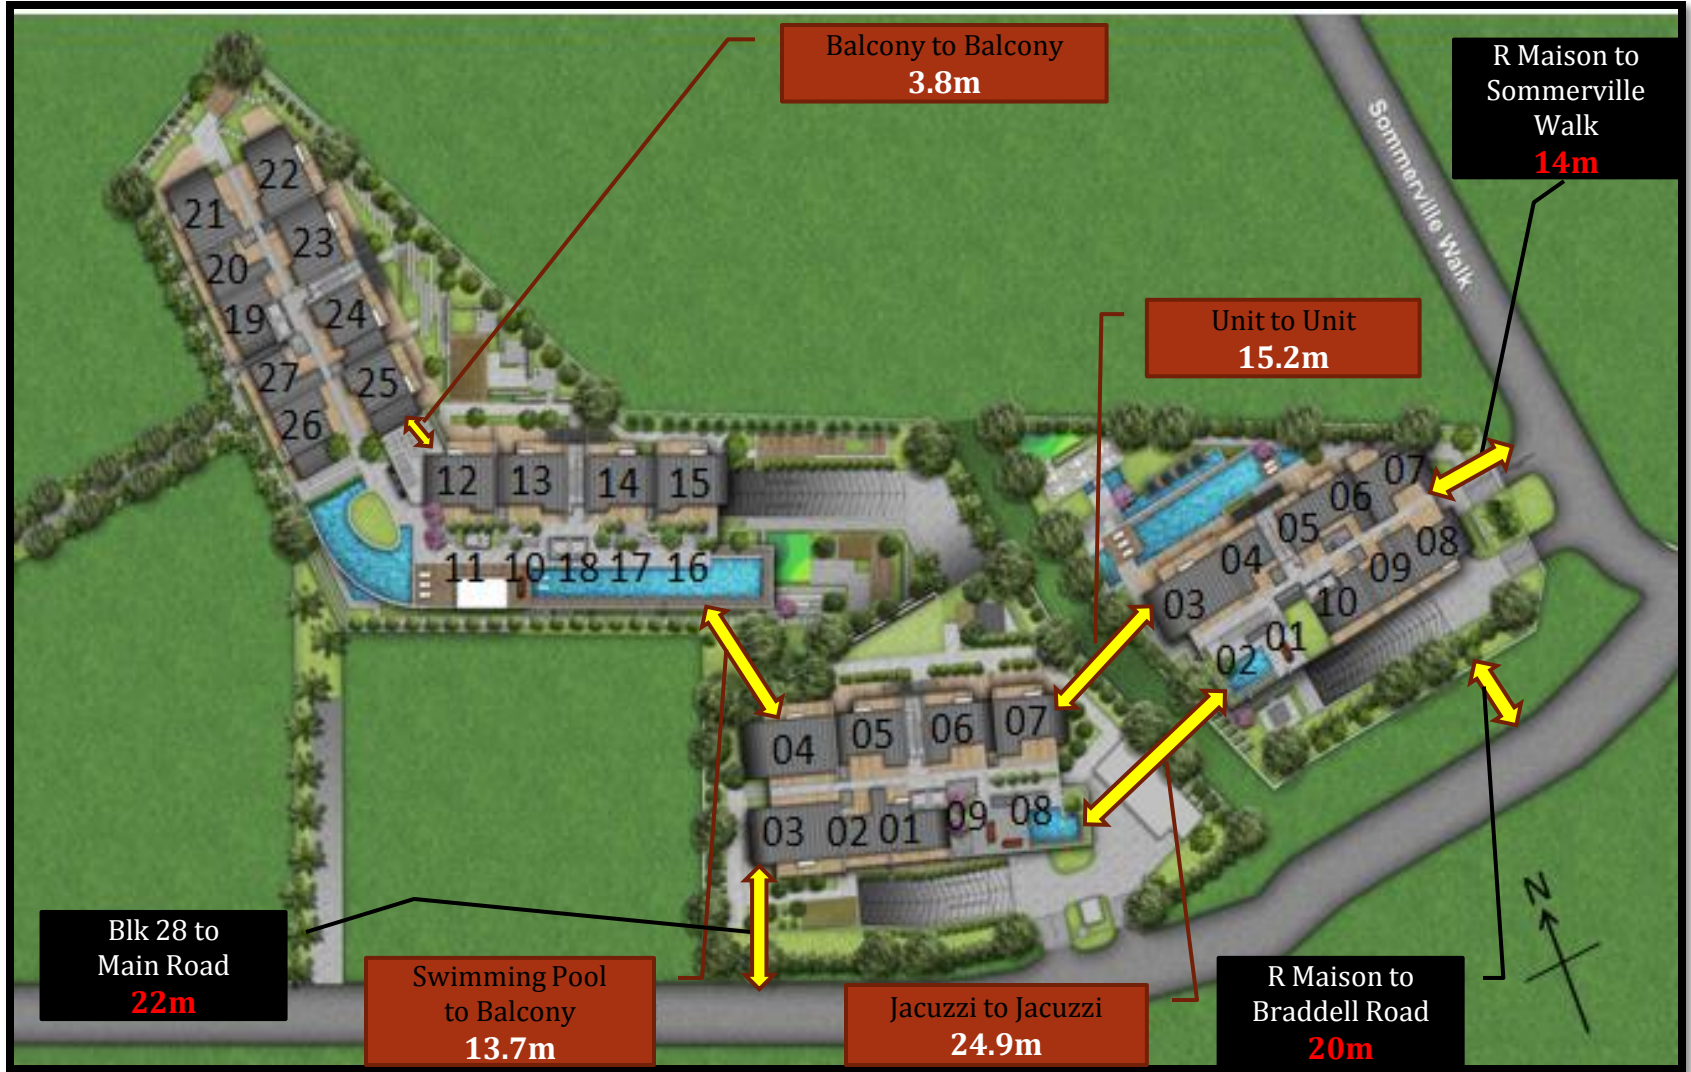 Balcony to Balcony
3.8m
R Maison to
Sommerville
Walk
14m
Sommerville Walk
Unit to Unit
15.2m
22
21
23
20
19
24
27
25
26
12
13
14
15
11
10
18
17
16
07
06
05
04
03
08
09
10
01
02
04
05
06
07
03
02
01
09
08
N
Blk 28 to
Main Road
22m
Swimming Pool
to Balcony
13.7m
Jacuzzi to Jacuzzi
24.9m
R Maison to
Braddell Road
20m